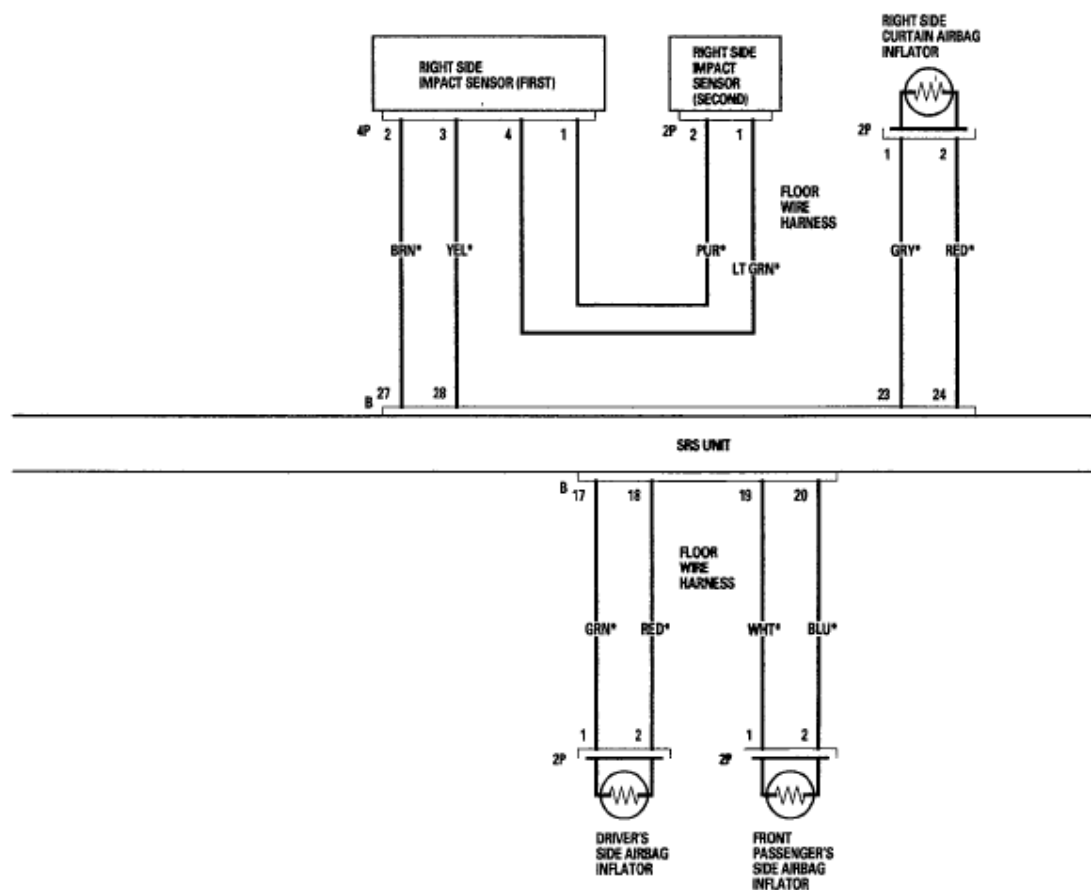 RIGHT SIDE
CURTAIN AIRBAG
INFLATOR
RIGHT SIDE
IMPACT SENSOR (FIRST)
RIGHT SIDE
IMPACT
SENSOR
(SECOND)
4P 2 3 4 1
2P 2 1
2P
1 2
FLOOR
WIRE
HARNESS
BRN* YEL* PUR* LT GRN* GRY* RED*
B 27 28 23 24
SRS UNIT
B 17 18 19 20
FLOOR
WIRE
HARNESS
GRN* RED* WHT* BLU*
1 2 1 2
2P 2P
DRIVER'S
SIDE AIRBAG
INFLATOR
FRONT
PASSENGER'S
SIDE AIRBAG
INFLATOR